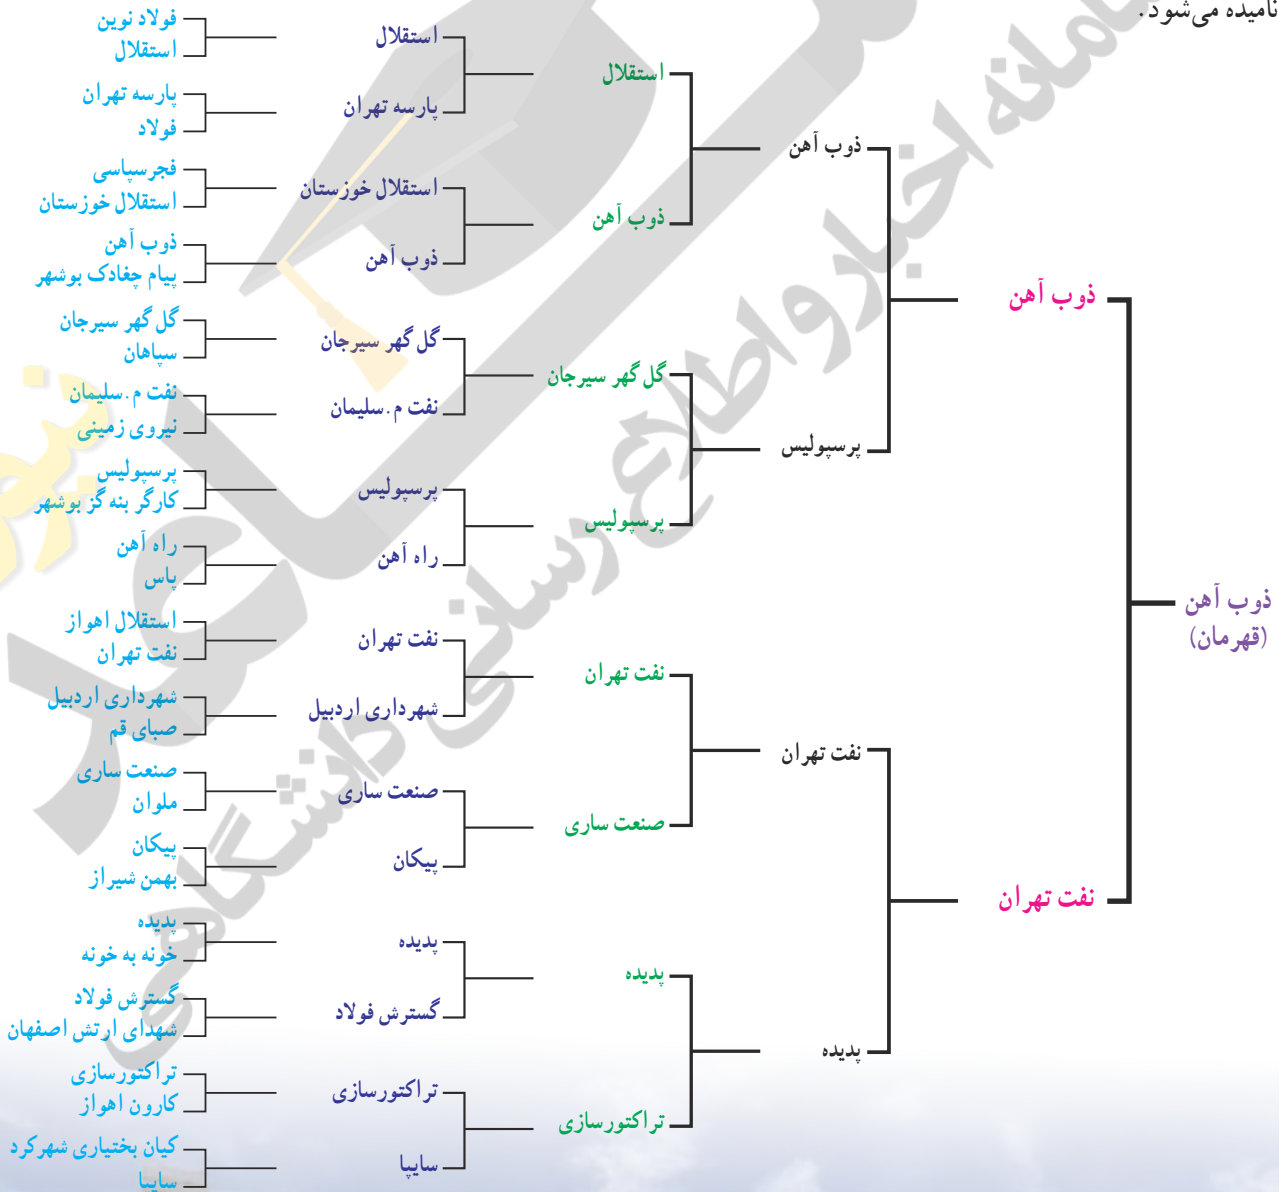 نامیده می‌شود.
فولاد نوین
استقلال
پارسه تهران
فولاد
فجرسپاسی
استقلال خوزستان
ذوب آهن
پیام چغادک بوشهر
گل گهر سیرجان
سپاهان
نفت م.سلیمان
نیروی زمینی
پرسپولیس
کارگر بنه گز بوشهر
راه آهن
پاس
استقلال اهواز
نفت تهران
شهرداری اردبیل
صبای قم
صنعت ساری
ملوان
پیکان
بهمن شیراز
پدیده
خونه به خونه
گسترش فولاد
شهدای ارتش اصفهان
تراکتورسازی
کارون اهواز
کیان بختیاری شهرکرد
سایپا
استقلال
پارسه تهران
استقلال خوزستان
ذوب آهن
گل گهر سیرجان
نفت م.سلیمان
پرسپولیس
راه آهن
نفت تهران
شهرداری اردبیل
صنعت ساری
پیکان
پدیده
گسترش فولاد
تراکتورسازی
سایپا
استقلال
ذوب آهن
گل گهر سیرجان
پرسپولیس
نفت تهران
صنعت ساری
پدیده
تراکتورسازی
ذوب آهن
پرسپولیس
نفت تهران
پدیده
ذوب آهن
نفت تهران
ذوب آهن
(قهرمان)
اخبار و اطلاع رسانی دانشگاهی